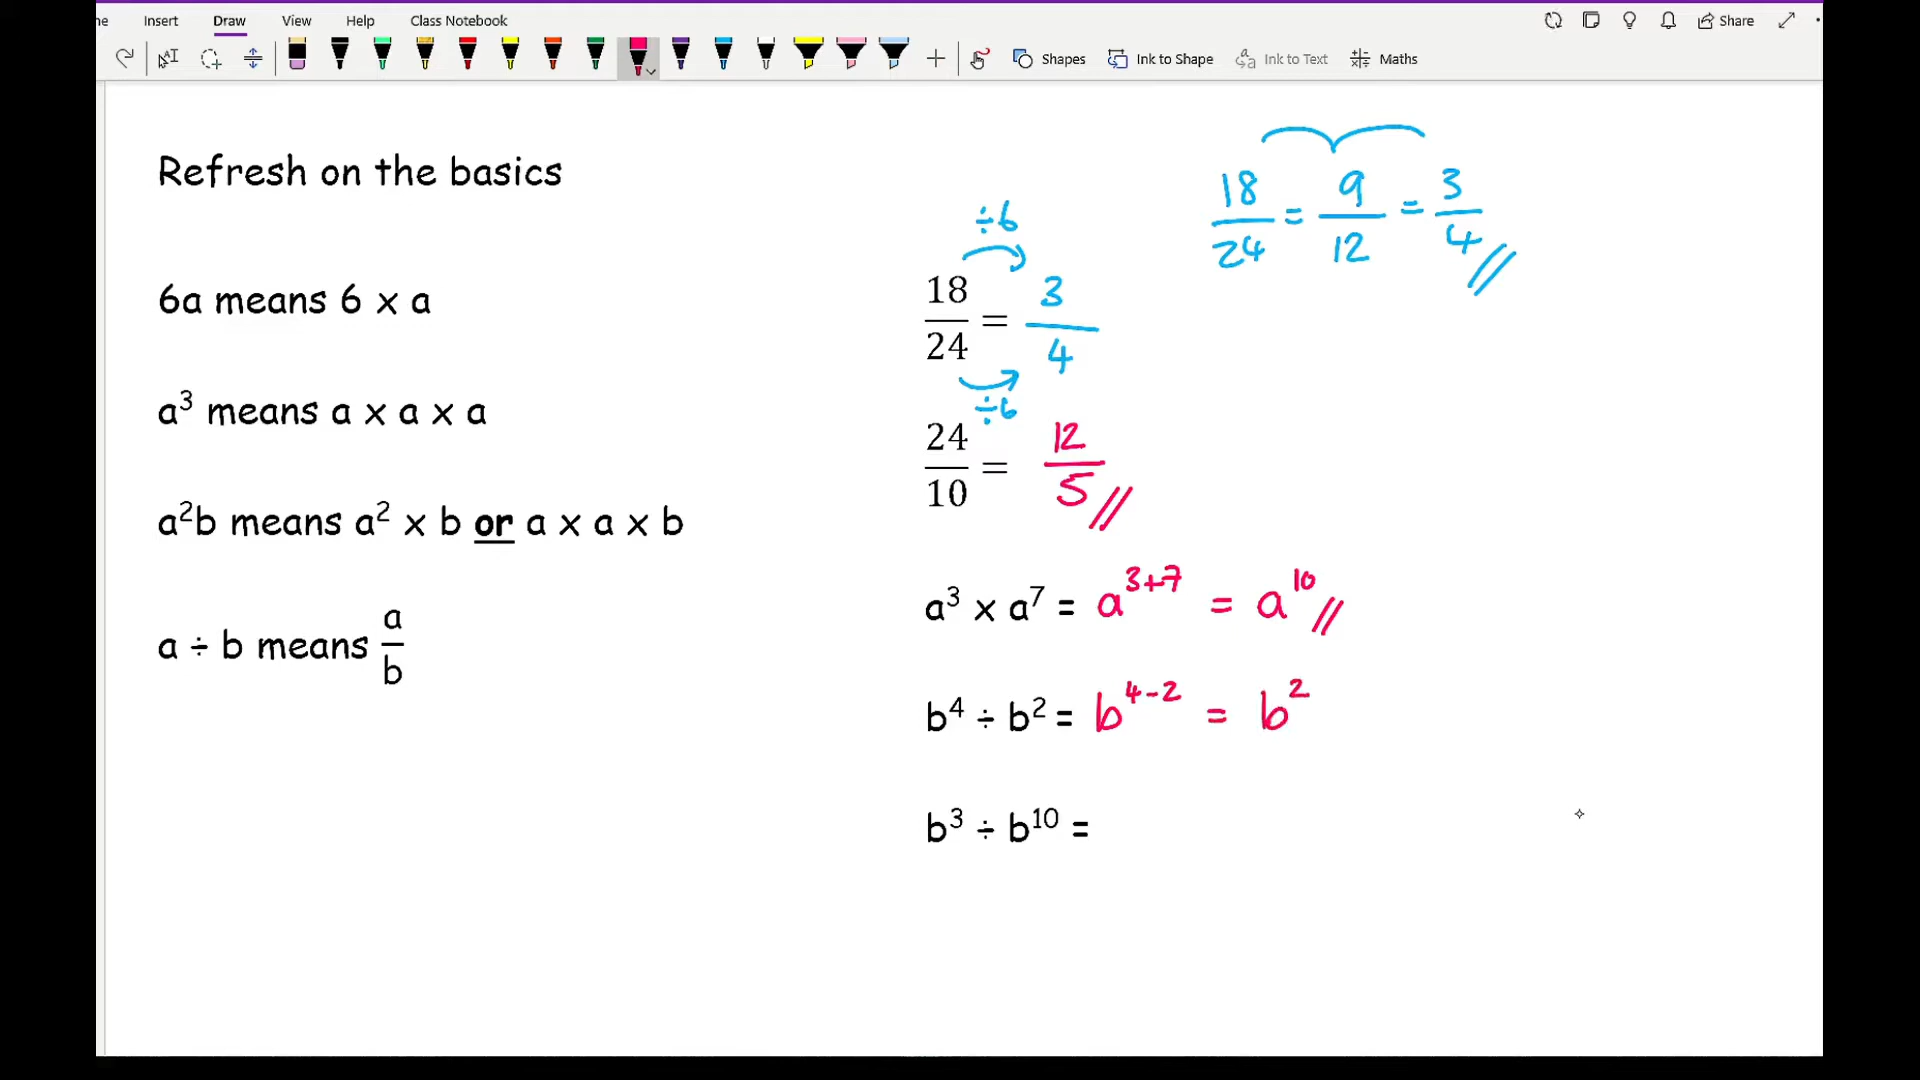 Insert Draw View Help Class Notebook Share
Shapes Ink to Shape Ink to Text Maths
Refresh on the basics
6a means 6 x a
a³ means a x a x a
a²b means a² x b or a x a x b
a ÷ b means a/b
18/24 = 9/12 = 3/4
÷6
18/24 = 3/4
÷6
24/10 = 12/5
a³ x a⁷ = a³⁺⁷ = a¹⁰
b⁴ ÷ b² = b⁴⁻² = b²
b³ ÷ b¹⁰ =